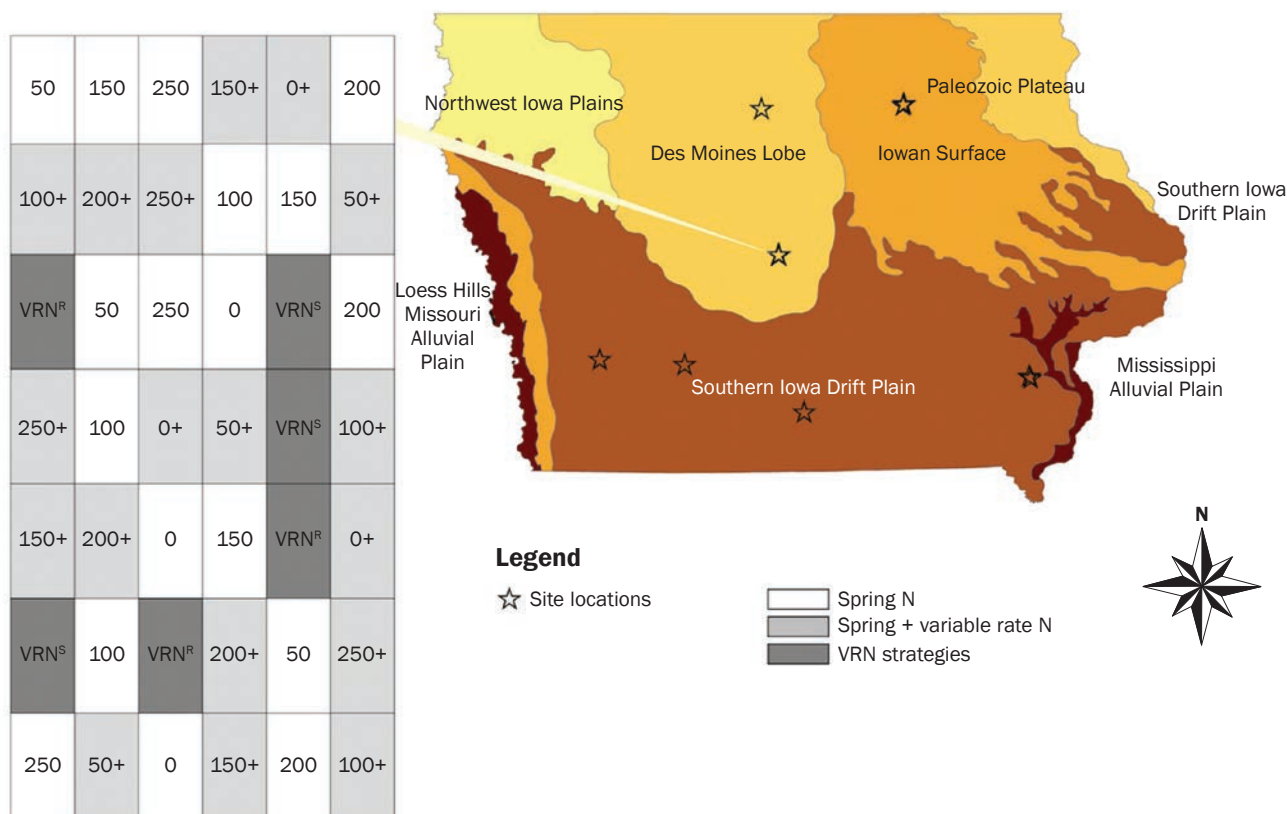 50 150 250 150+ 0+ 200
100+ 200+ 250+ 100 150 50+
VRNᴿ 50 250 0 VRNˢ 200
250+ 100 0+ 50+ VRNˢ 100+
150+ 200+ 0 150 VRNᴿ 0+
VRNˢ 100 VRNᴿ 200+ 50 250+
250 50+ 0 150+ 200 100+
Northwest Iowa Plains
Des Moines Lobe
Paleozoic Plateau
Iowan Surface
Southern Iowa
Drift Plain
Loess Hills
Missouri
Alluvial
Plain
Southern Iowa Drift Plain
Mississippi
Alluvial Plain
N
Legend
Site locations
Spring N
Spring + variable rate N
VRN strategies